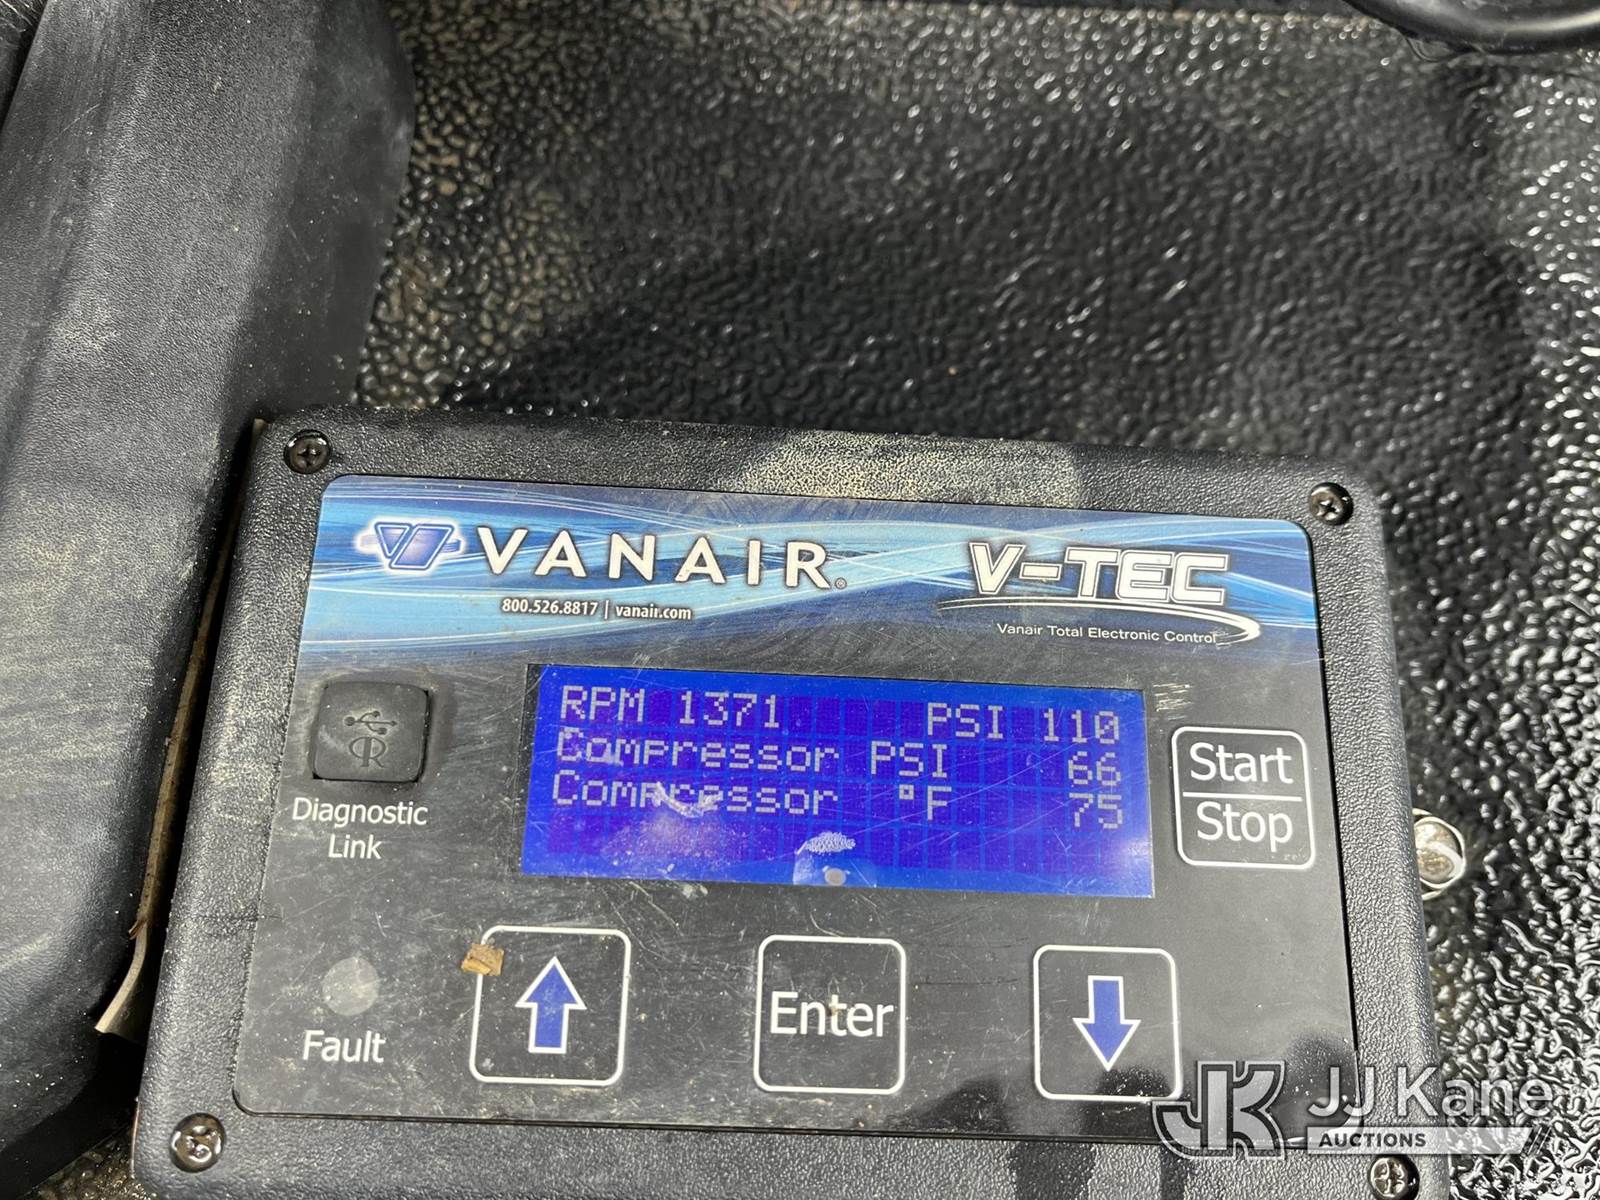 VANAIR®
800.526.8817 | vanair.com
V-TEC
Vanair Total Electronic Control
RPM 1371 PSI 110
Compressor PSI 66
Compressor °F 75
Start
Stop
Diagnostic
Link
Fault
Enter
JK JJ Kane
AUCTIONS